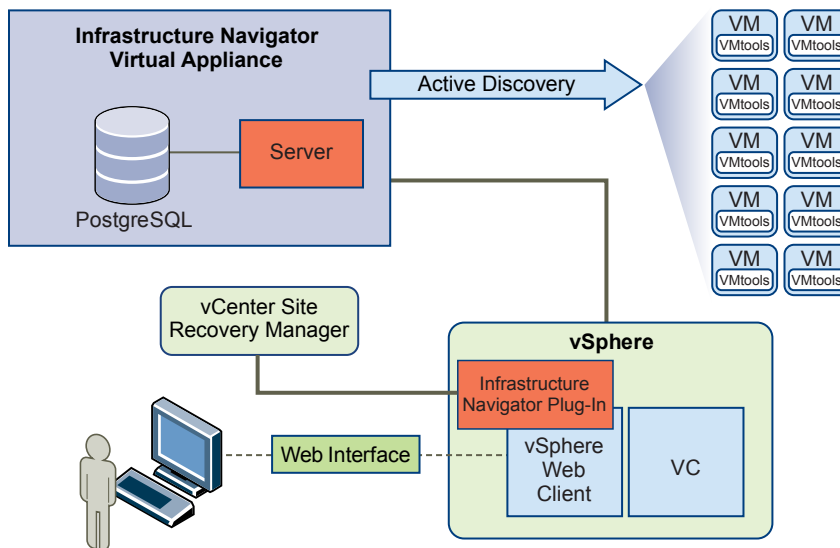 Infrastructure Navigator
Virtual Appliance
Server
PostgreSQL
Active Discovery
VM
VMtools
VM
VMtools
VM
VMtools
VM
VMtools
VM
VMtools
VM
VMtools
VM
VMtools
VM
VMtools
VM
VMtools
VM
VMtools
vCenter Site
Recovery Manager
vSphere
Infrastructure
Navigator Plug-In
Web Interface
vSphere
Web
Client
VC